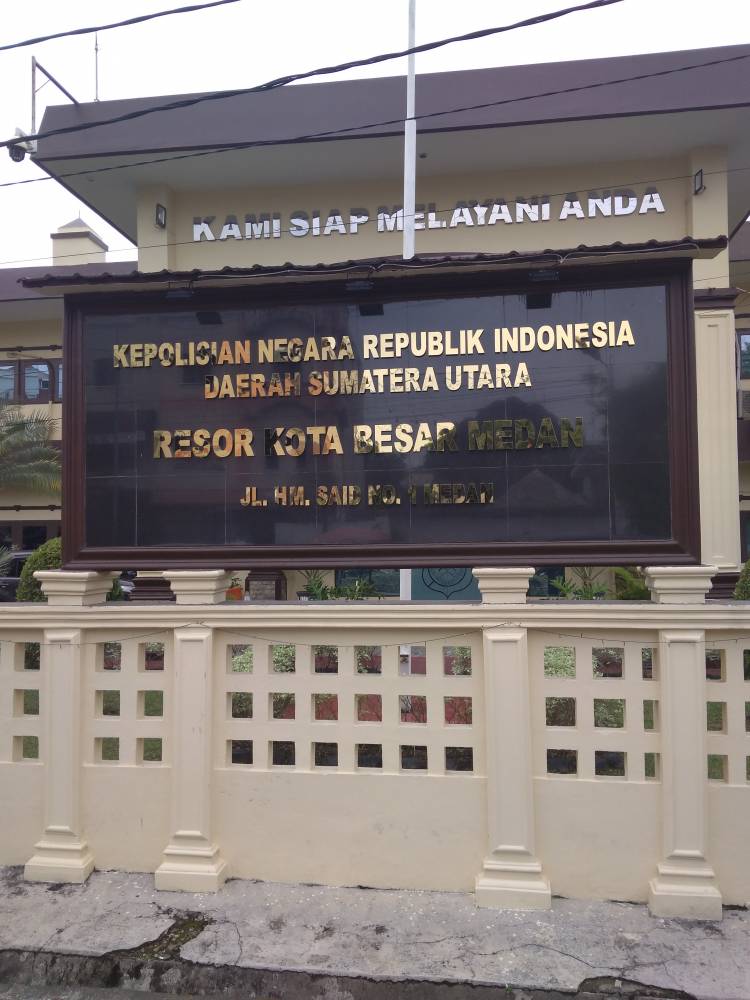 KAMI SIAP MELAYANI ANDA
KEPOLISIAN NEGARA REPUBLIK INDONESIA
DAERAH SUMATERA UTARA
RESOR KOTA BESAR MEDAN
JL. HM. SAID NO. 1 MEDAN